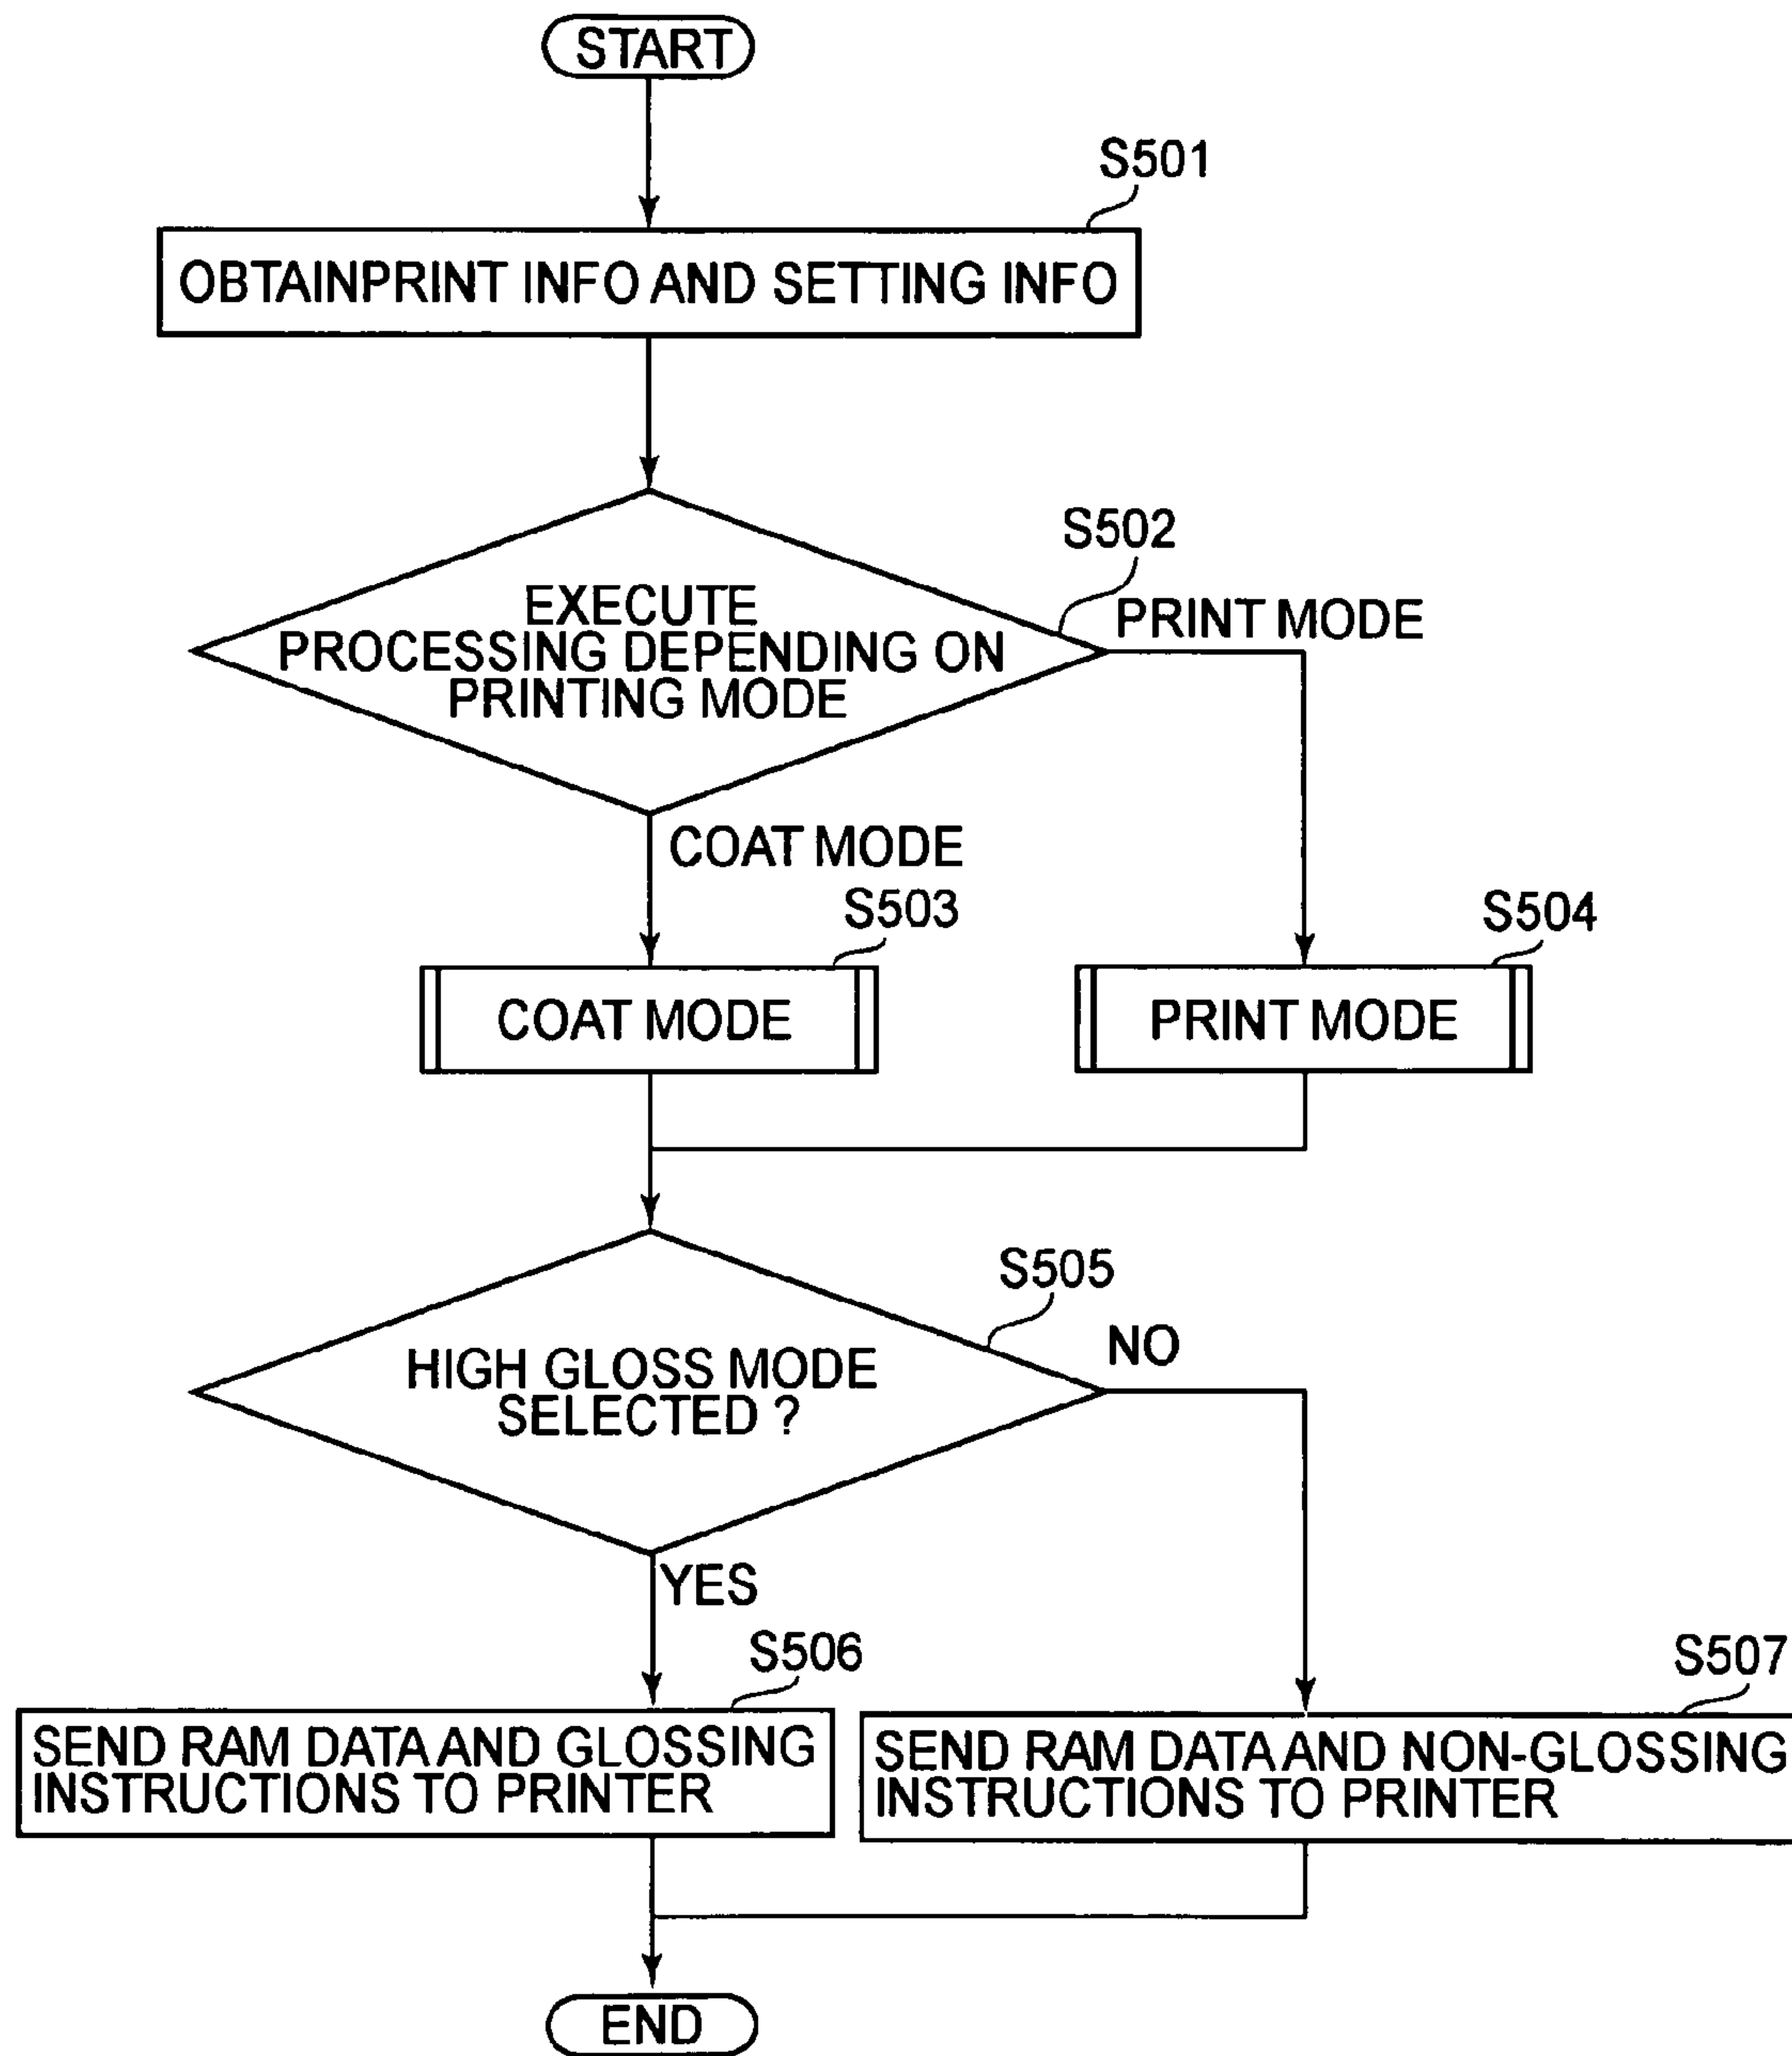 START
S501
OBTAINPRINT INFO AND SETTING INFO
S502
EXECUTE
PROCESSING DEPENDING ON
PRINTING MODE
PRINT MODE
COAT MODE
S503
COAT MODE
S504
PRINT MODE
S505
HIGH GLOSS MODE
SELECTED ?
NO
YES
S506
SEND RAM DATA AND GLOSSING
INSTRUCTIONS TO PRINTER
S507
SEND RAM DATA AND NON-GLOSSING
INSTRUCTIONS TO PRINTER
END